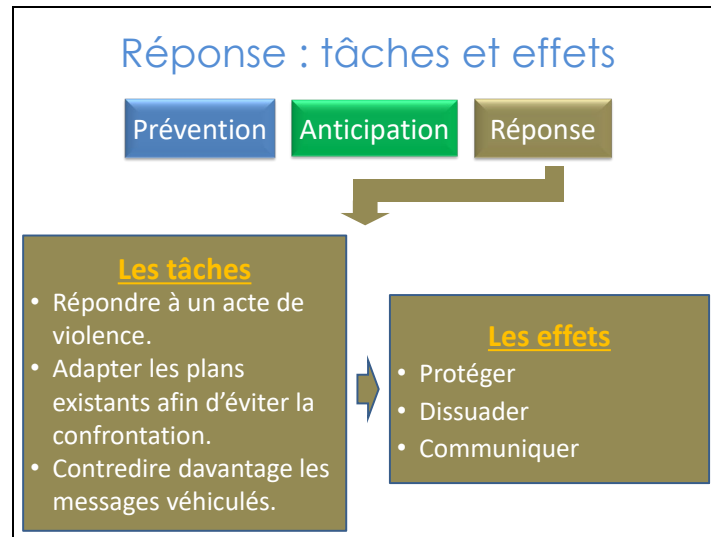 Réponse : tâches et effets
Prévention
Anticipation
Réponse
Les tâches
• Répondre à un acte de
violence.
• Adapter les plans
existants afin d'éviter la
confrontation.
• Contredire davantage les
messages véhiculés.
Les effets
• Protéger
• Dissuader
• Communiquer